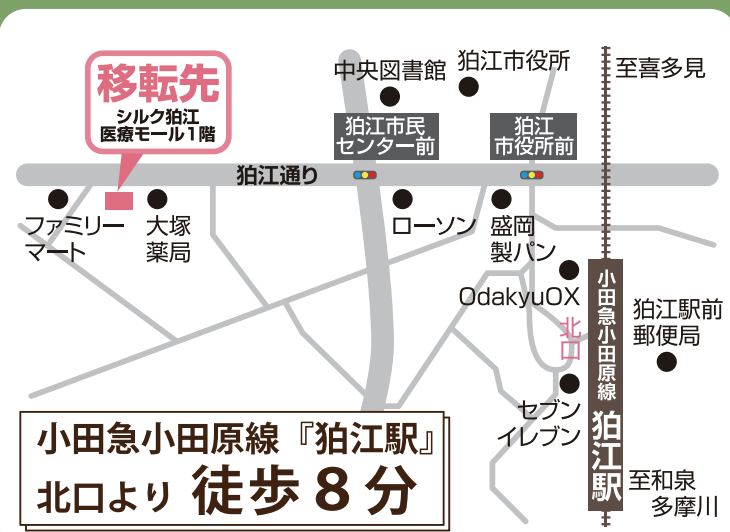 移転先
シルク狛江
医療モール1階
中央図書館
狛江市役所
至喜多見
狛江市民
センター前
狛江
市役所前
狛江通り
ファミリー
マート
大塚
薬局
ローソン
盛岡
製パン
OdakyuOX
北口
小田急小田原線
狛江駅
狛江駅前
郵便局
セブン
イレブン
至和泉
多摩川
小田急小田原線『狛江駅』
北口より 徒歩8分